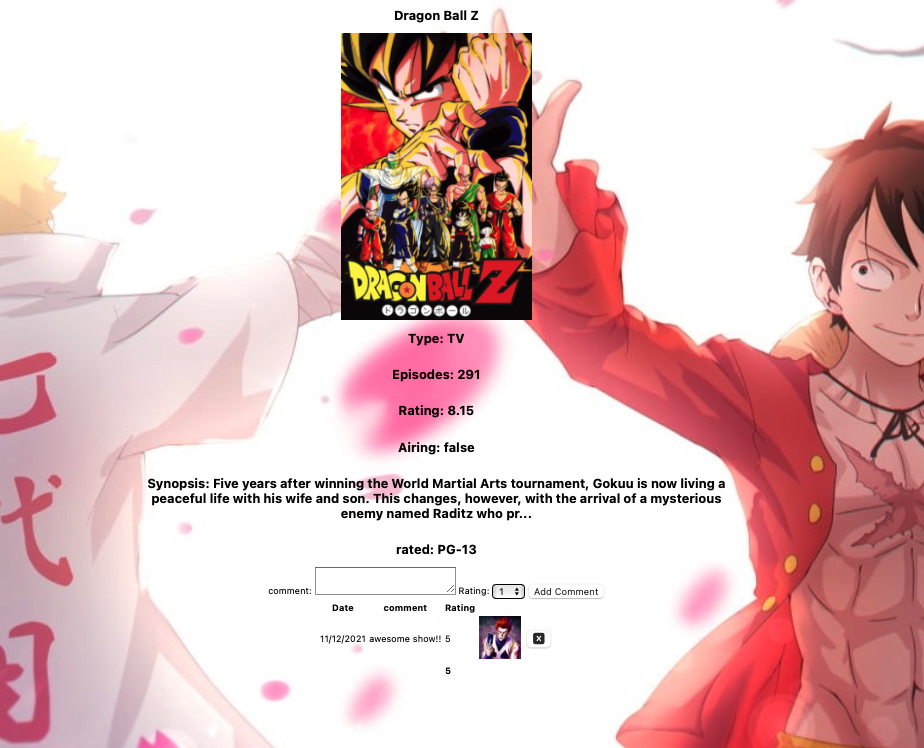 Dragon Ball Z
DRAGON BALL Z
ドラゴンボール
Type: TV
Episodes: 291
Rating: 8.15
Airing: false
七代目
Synopsis: Five years after winning the World Martial Arts tournament, Gokuu is now living a
peaceful life with his wife and son. This changes, however, with the arrival of a mysterious
enemy named Raditz who pr...
rated: PG-13
comment: Rating: 1 Add Comment
Date comment Rating
11/12/2021 awesome show!! 5 X
5